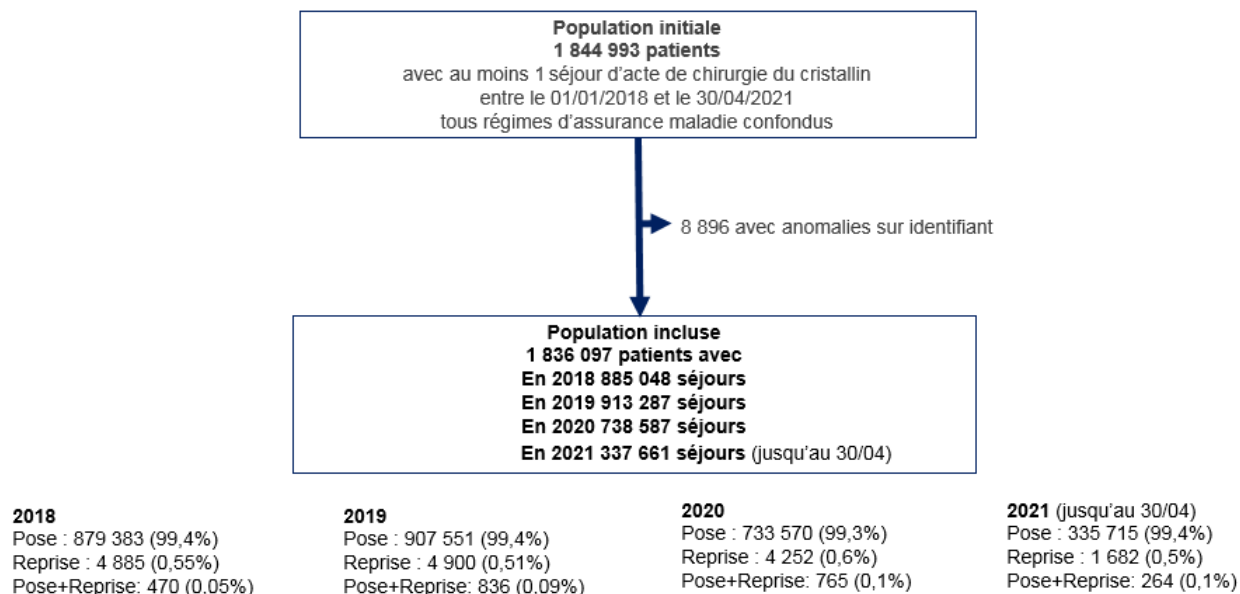 Population initiale
1 844 993 patients
avec au moins 1 séjour d'acte de chirurgie du cristallin
entre le 01/01/2018 et le 30/04/2021
tous régimes d'assurance maladie confondus
8 896 avec anomalies sur identifiant
Population incluse
1 836 097 patients avec
En 2018 885 048 séjours
En 2019 913 287 séjours
En 2020 738 587 séjours
En 2021 337 661 séjours (jusqu'au 30/04)
2018
Pose : 879 383 (99,4%)
Reprise : 4 885 (0,55%)
Pose+Reprise: 470 (0,05%)
2019
Pose : 907 551 (99,4%)
Reprise : 4 900 (0,51%)
Pose+Reprise: 836 (0,09%)
2020
Pose : 733 570 (99,3%)
Reprise : 4 252 (0,6%)
Pose+Reprise: 765 (0,1%)
2021 (jusqu'au 30/04)
Pose : 335 715 (99,4%)
Reprise : 1 682 (0,5%)
Pose+Reprise: 264 (0,1%)